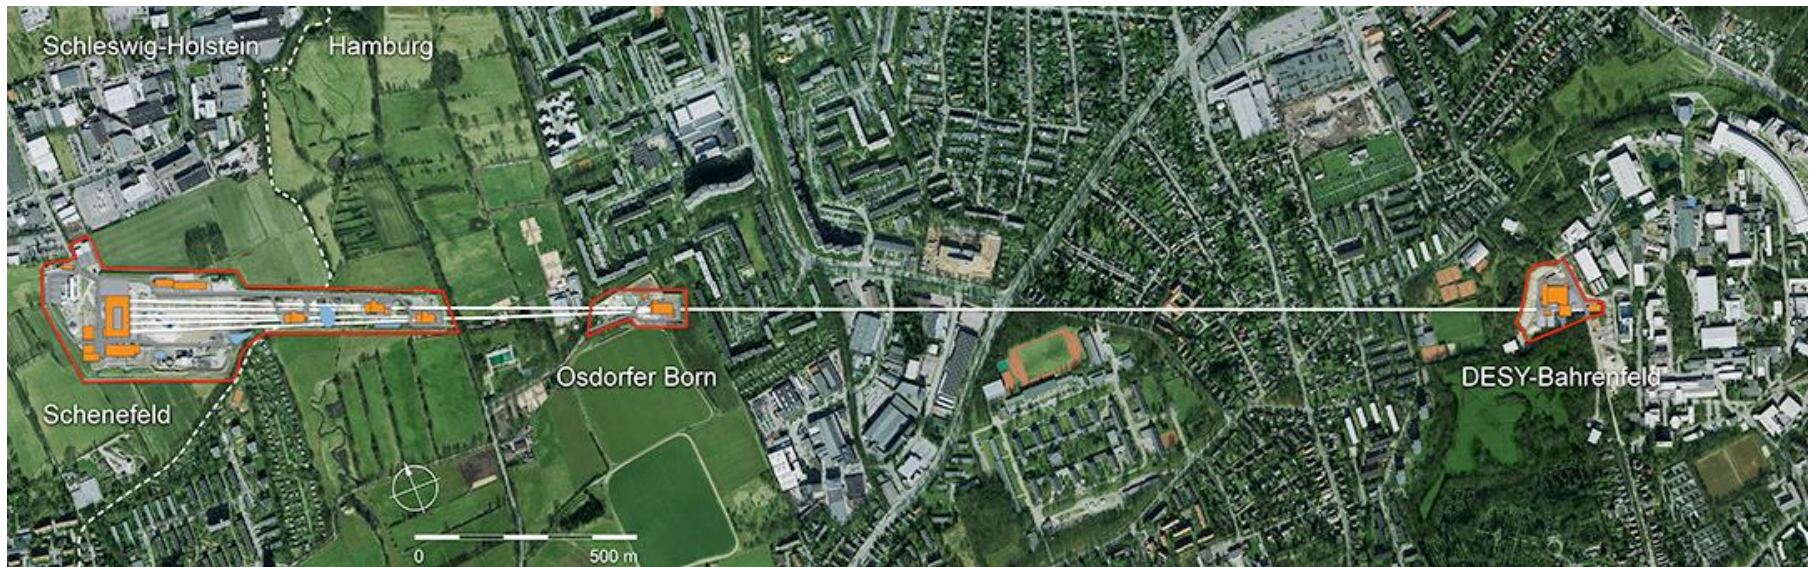 Schleswig-Holstein
Hamburg
Osdorfer Born
DESY-Bahrenfeld
Schenefeld
0
500 m